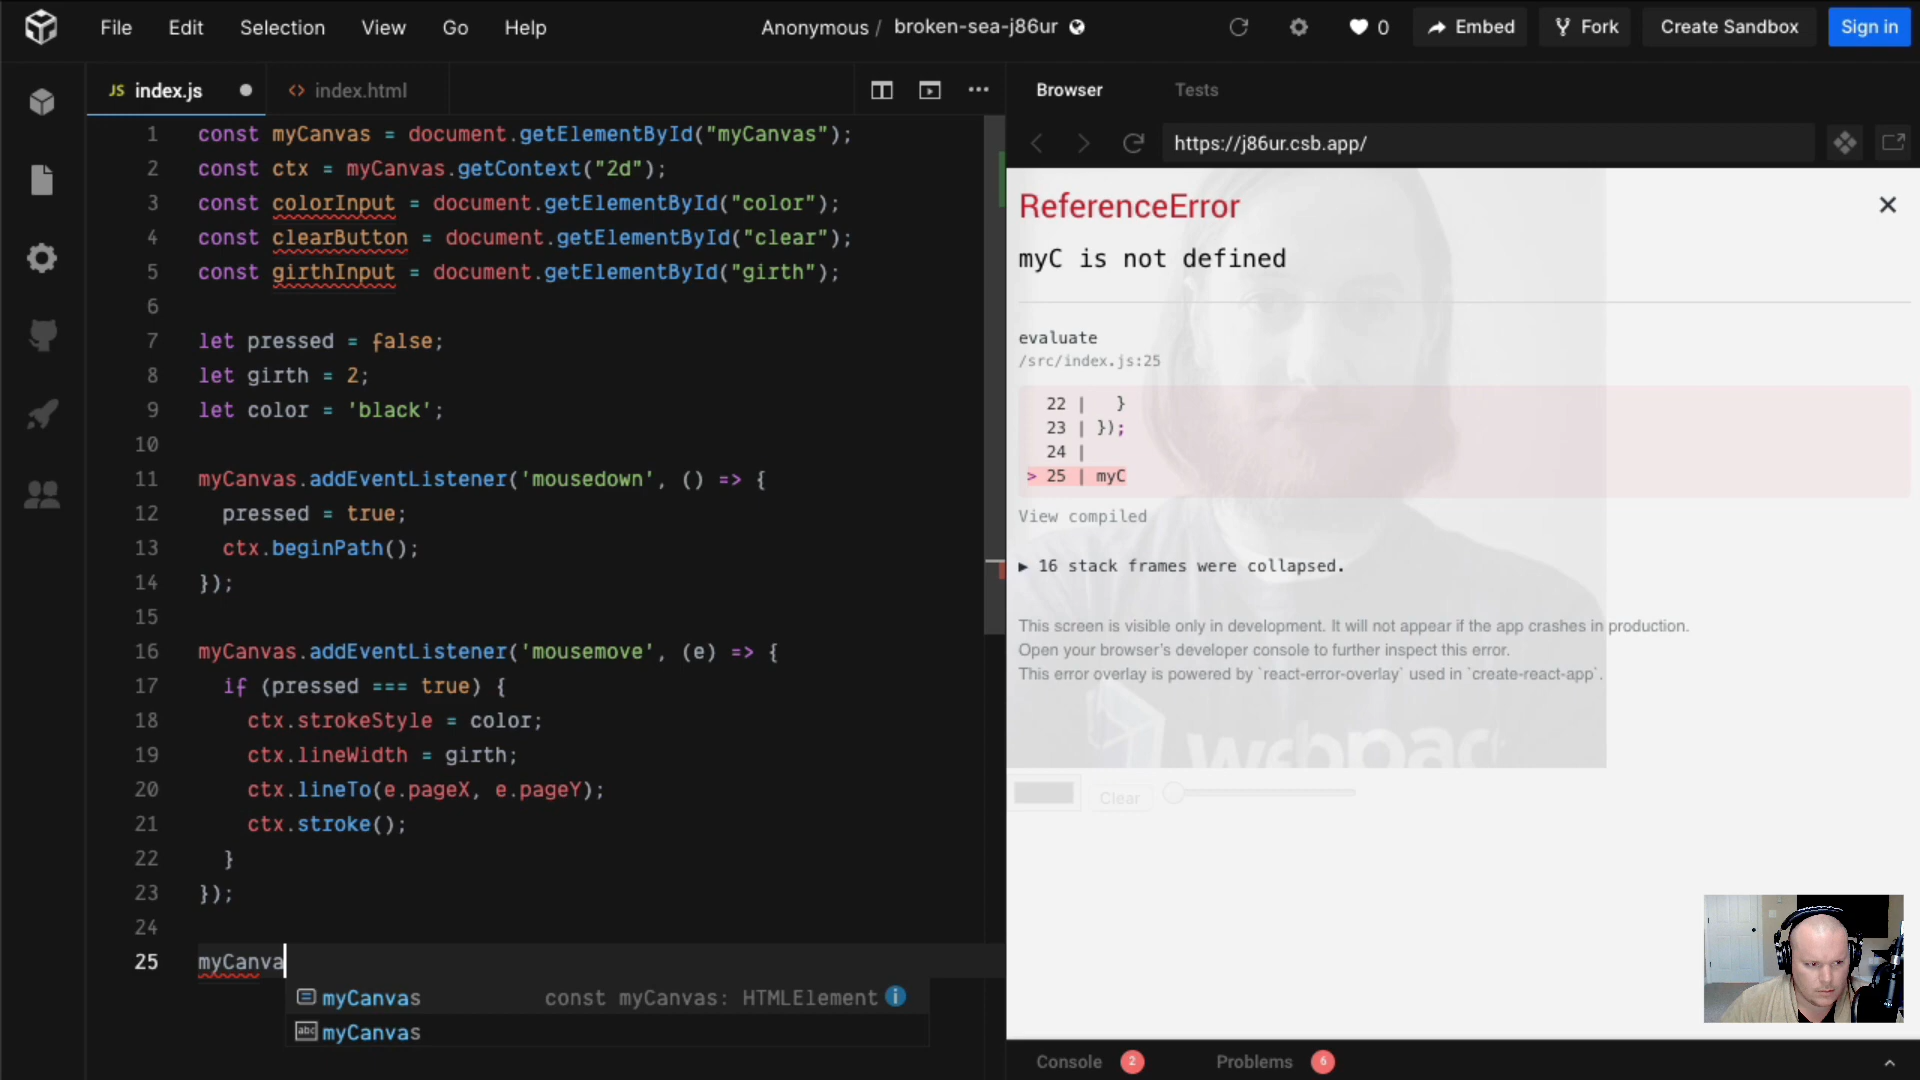 File Edit Selection View Go Help
Anonymous / broken-sea-j86ur
0 Embed Fork Create Sandbox Sign in
JS index.js
<> index.html
1 const myCanvas = document.getElementById("myCanvas");
2 const ctx = myCanvas.getContext("2d");
3 const colorInput = document.getElementById("color");
4 const clearButton = document.getElementById("clear");
5 const girthInput = document.getElementById("girth");
6
7 let pressed = false;
8 let girth = 2;
9 let color = 'black';
10
11 myCanvas.addEventListener('mousedown', () => {
12 pressed = true;
13 ctx.beginPath();
14 });
15
16 myCanvas.addEventListener('mousemove', (e) => {
17 if (pressed === true) {
18 ctx.strokeStyle = color;
19 ctx.lineWidth = girth;
20 ctx.lineTo(e.pageX, e.pageY);
21 ctx.stroke();
22 }
23 });
24
25 myCanva
myCanvas const myCanvas: HTMLElement
abc myCanvas
Browser Tests
https://j86ur.csb.app/
ReferenceError
myC is not defined
evaluate
/src/index.js:25
22 | }
23 | });
24 |
> 25 | myC
View compiled
▶ 16 stack frames were collapsed.
This screen is visible only in development. It will not appear if the app crashes in production.
Open your browser's developer console to further inspect this error.
This error overlay is powered by `react-error-overlay` used in `create-react-app`.
webpac
Clear
Console 2 Problems 6